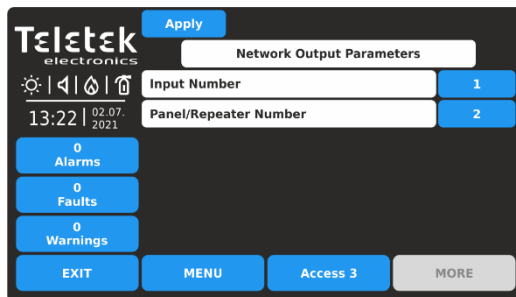 Teletek
electronics
Apply
Network Output Parameters
Input Number
1
Panel/Repeater Number
2
13:22
02.07.
2021
0
Alarms
0
Faults
0
Warnings
EXIT
MENU
Access 3
MORE